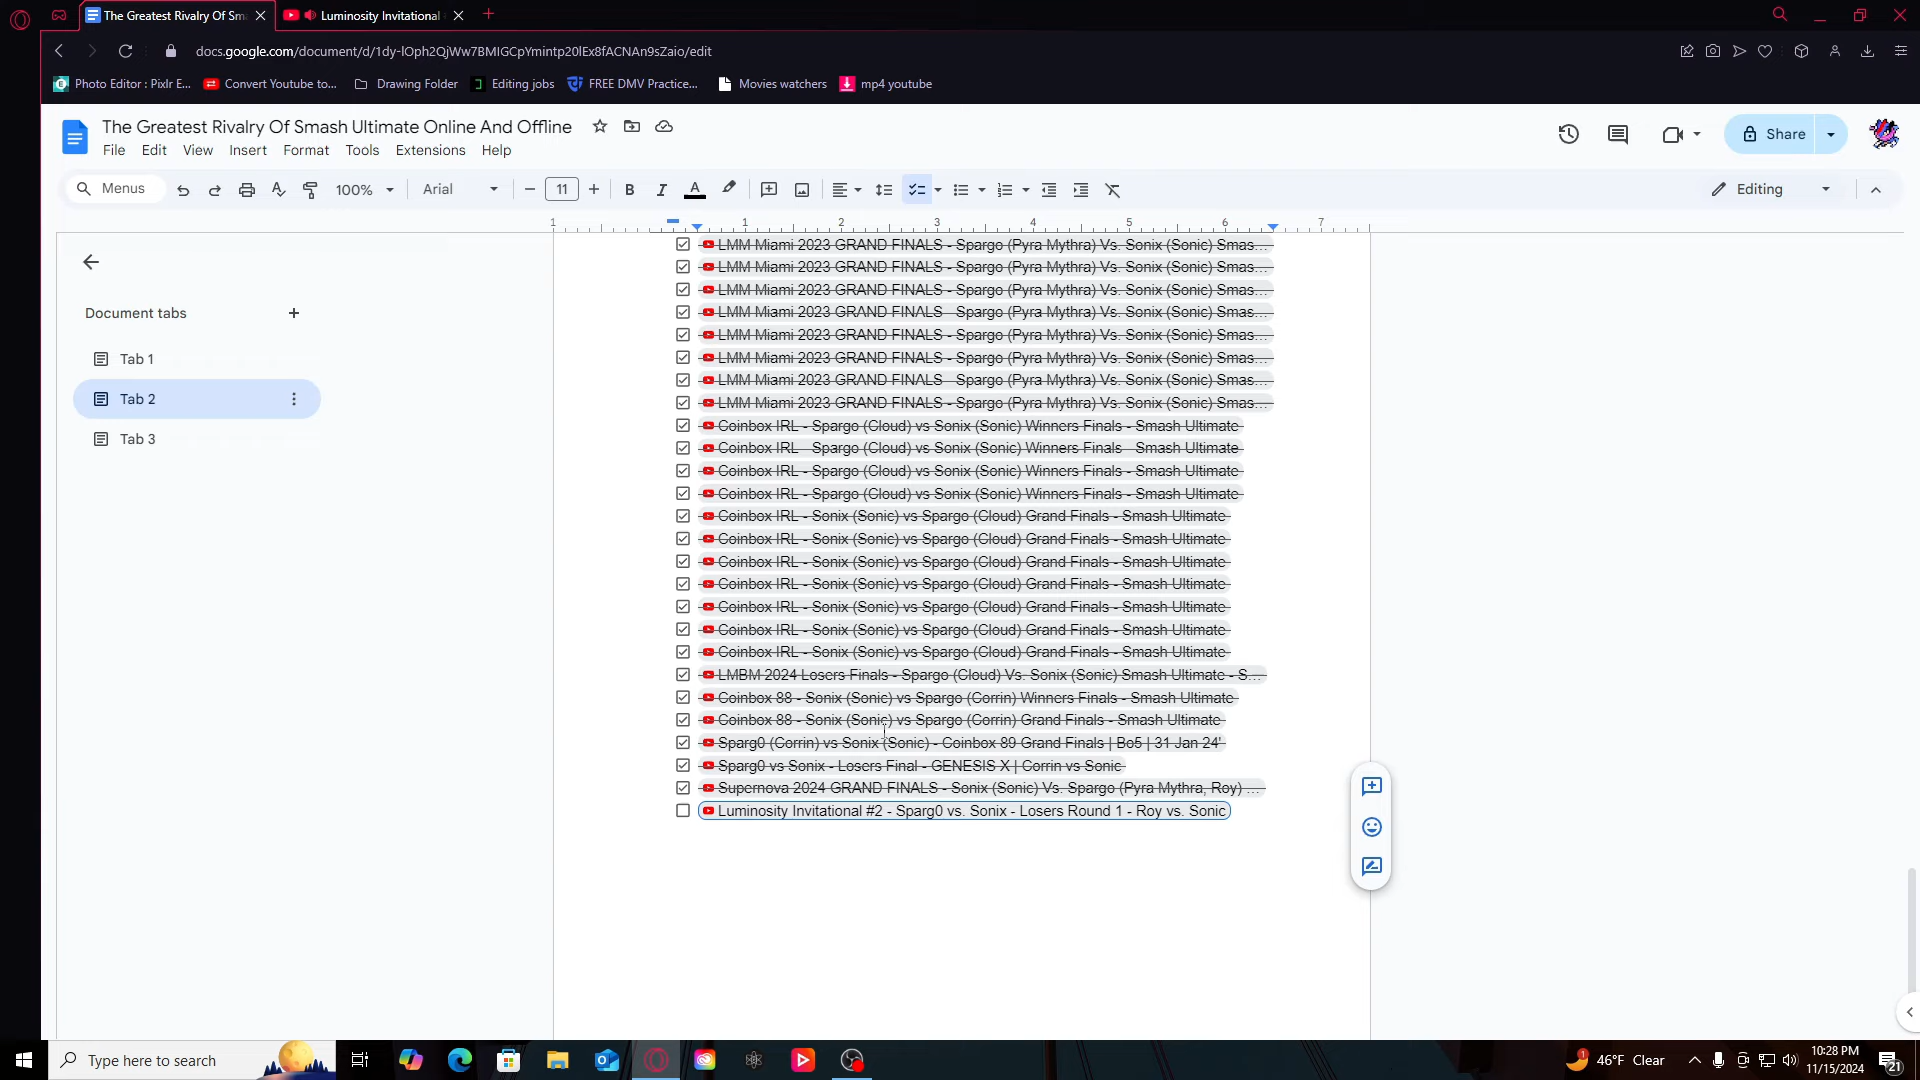 The Greatest Rivalry Of Sm
Luminosity Invitational
docs.google.com/document/d/1dy-lOph2QjWw7BMIGCpYmintp20lEx8fACNAn9sZaio/edit
Photo Editor : Pixlr E... Convert Youtube to... Drawing Folder Editing jobs FREE DMV Practice... Movies watchers mp4 youtube
The Greatest Rivalry Of Smash Ultimate Online And Offline
Share
File Edit View Insert Format Tools Extensions Help
Menus 100% Arial 11 Editing
1 1 2 3 4 5 6 7
Document tabs
Tab 1
Tab 2
Tab 3
LMM Miami 2023 GRAND FINALS - Spargo (Pyra Mythra) Vs. Sonix (Sonic) Smas...
LMM Miami 2023 GRAND FINALS - Spargo (Pyra Mythra) Vs. Sonix (Sonic) Smas...
LMM Miami 2023 GRAND FINALS - Spargo (Pyra Mythra) Vs. Sonix (Sonic) Smas...
LMM Miami 2023 GRAND FINALS - Spargo (Pyra Mythra) Vs. Sonix (Sonic) Smas...
LMM Miami 2023 GRAND FINALS - Spargo (Pyra Mythra) Vs. Sonix (Sonic) Smas...
LMM Miami 2023 GRAND FINALS - Spargo (Pyra Mythra) Vs. Sonix (Sonic) Smas...
LMM Miami 2023 GRAND FINALS - Spargo (Pyra Mythra) Vs. Sonix (Sonic) Smas...
LMM Miami 2023 GRAND FINALS - Spargo (Pyra Mythra) Vs. Sonix (Sonic) Smas...
Coinbox IRL - Spargo (Cloud) vs Sonix (Sonic) Winners Finals - Smash Ultimate
Coinbox IRL - Spargo (Cloud) vs Sonix (Sonic) Winners Finals - Smash Ultimate
Coinbox IRL - Spargo (Cloud) vs Sonix (Sonic) Winners Finals - Smash Ultimate
Coinbox IRL - Spargo (Cloud) vs Sonix (Sonic) Winners Finals - Smash Ultimate
Coinbox IRL - Sonix (Sonic) vs Spargo (Cloud) Grand Finals - Smash Ultimate
Coinbox IRL - Sonix (Sonic) vs Spargo (Cloud) Grand Finals - Smash Ultimate
Coinbox IRL - Sonix (Sonic) vs Spargo (Cloud) Grand Finals - Smash Ultimate
Coinbox IRL - Sonix (Sonic) vs Spargo (Cloud) Grand Finals - Smash Ultimate
Coinbox IRL - Sonix (Sonic) vs Spargo (Cloud) Grand Finals - Smash Ultimate
Coinbox IRL - Sonix (Sonic) vs Spargo (Cloud) Grand Finals - Smash Ultimate
Coinbox IRL - Sonix (Sonic) vs Spargo (Cloud) Grand Finals - Smash Ultimate
LMBM 2024 Losers Finals - Spargo (Cloud) Vs. Sonix (Sonic) Smash Ultimate - S...
Coinbox 88 - Sonix (Sonic) vs Spargo (Corrin) Winners Finals - Smash Ultimate
Coinbox 88 - Sonix (Sonic) vs Spargo (Corrin) Grand Finals - Smash Ultimate
Sparg0 (Corrin) vs Sonix (Sonic) - Coinbox 89 Grand Finals | Bo5 | 31 Jan 24'
Sparg0 vs Sonix - Losers Final - GENESIS X | Corrin vs Sonic
Supernova 2024 GRAND FINALS - Sonix (Sonic) Vs. Spargo (Pyra Mythra, Roy) ...
Luminosity Invitational #2 - Sparg0 vs. Sonix - Losers Round 1 - Roy vs. Sonic
Type here to search
46°F Clear
10:28 PM
11/15/2024
21